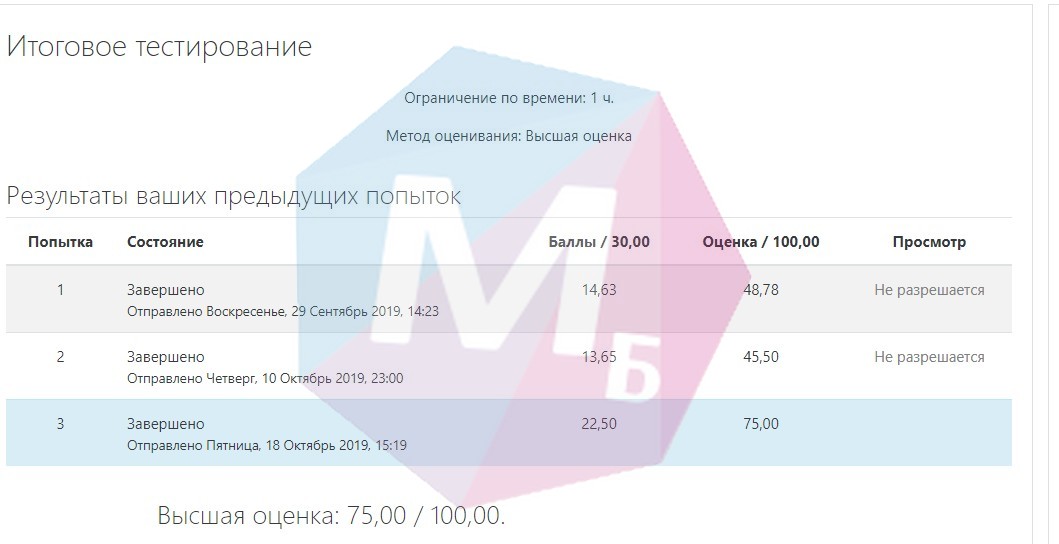 Итоговое тестирование
Ограничение по времени: 1 ч.
Метод оценивания: Высшая оценка
Результаты ваших предыдущих попыток
Попытка Состояние Баллы / 30,00 Оценка / 100,00 Просмотр
1 Завершено 14,63 48,78 Не разрешается
Отправлено Воскресенье, 29 Сентябрь 2019, 14:23
2 Завершено 13,65 45,50 Не разрешается
Отправлено Четверг, 10 Октябрь 2019, 23:00
3 Завершено 22,50 75,00
Отправлено Пятница, 18 Октябрь 2019, 15:19
Высшая оценка: 75,00 / 100,00.
МБ